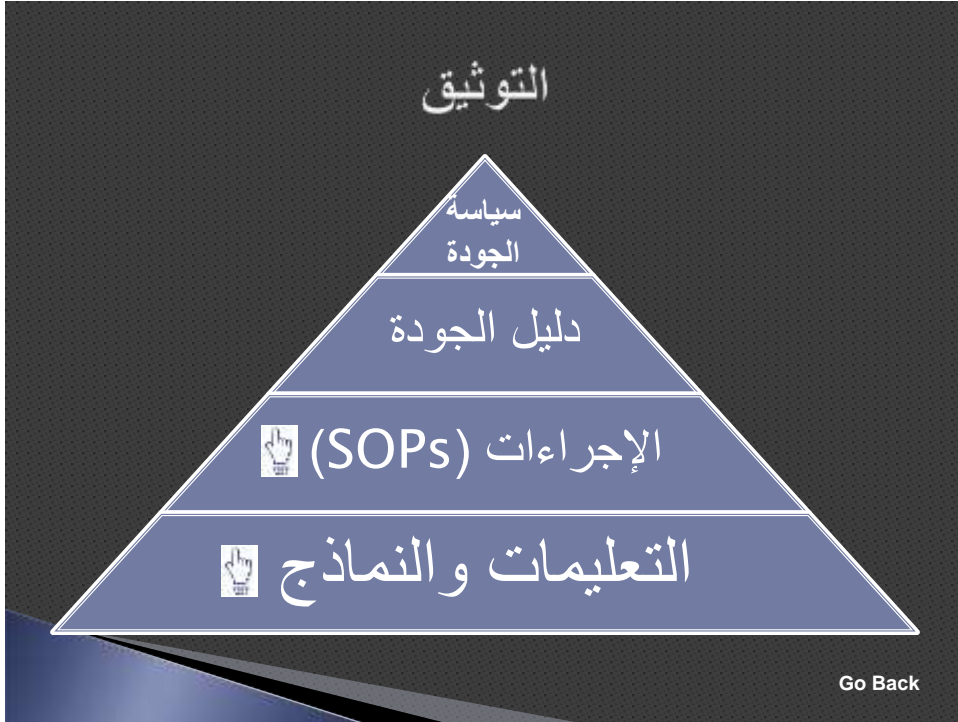 التوثيق
سياسة
الجودة
دليل الجودة
الإجراءات (SOPs)
التعليمات والنماذج
Go Back